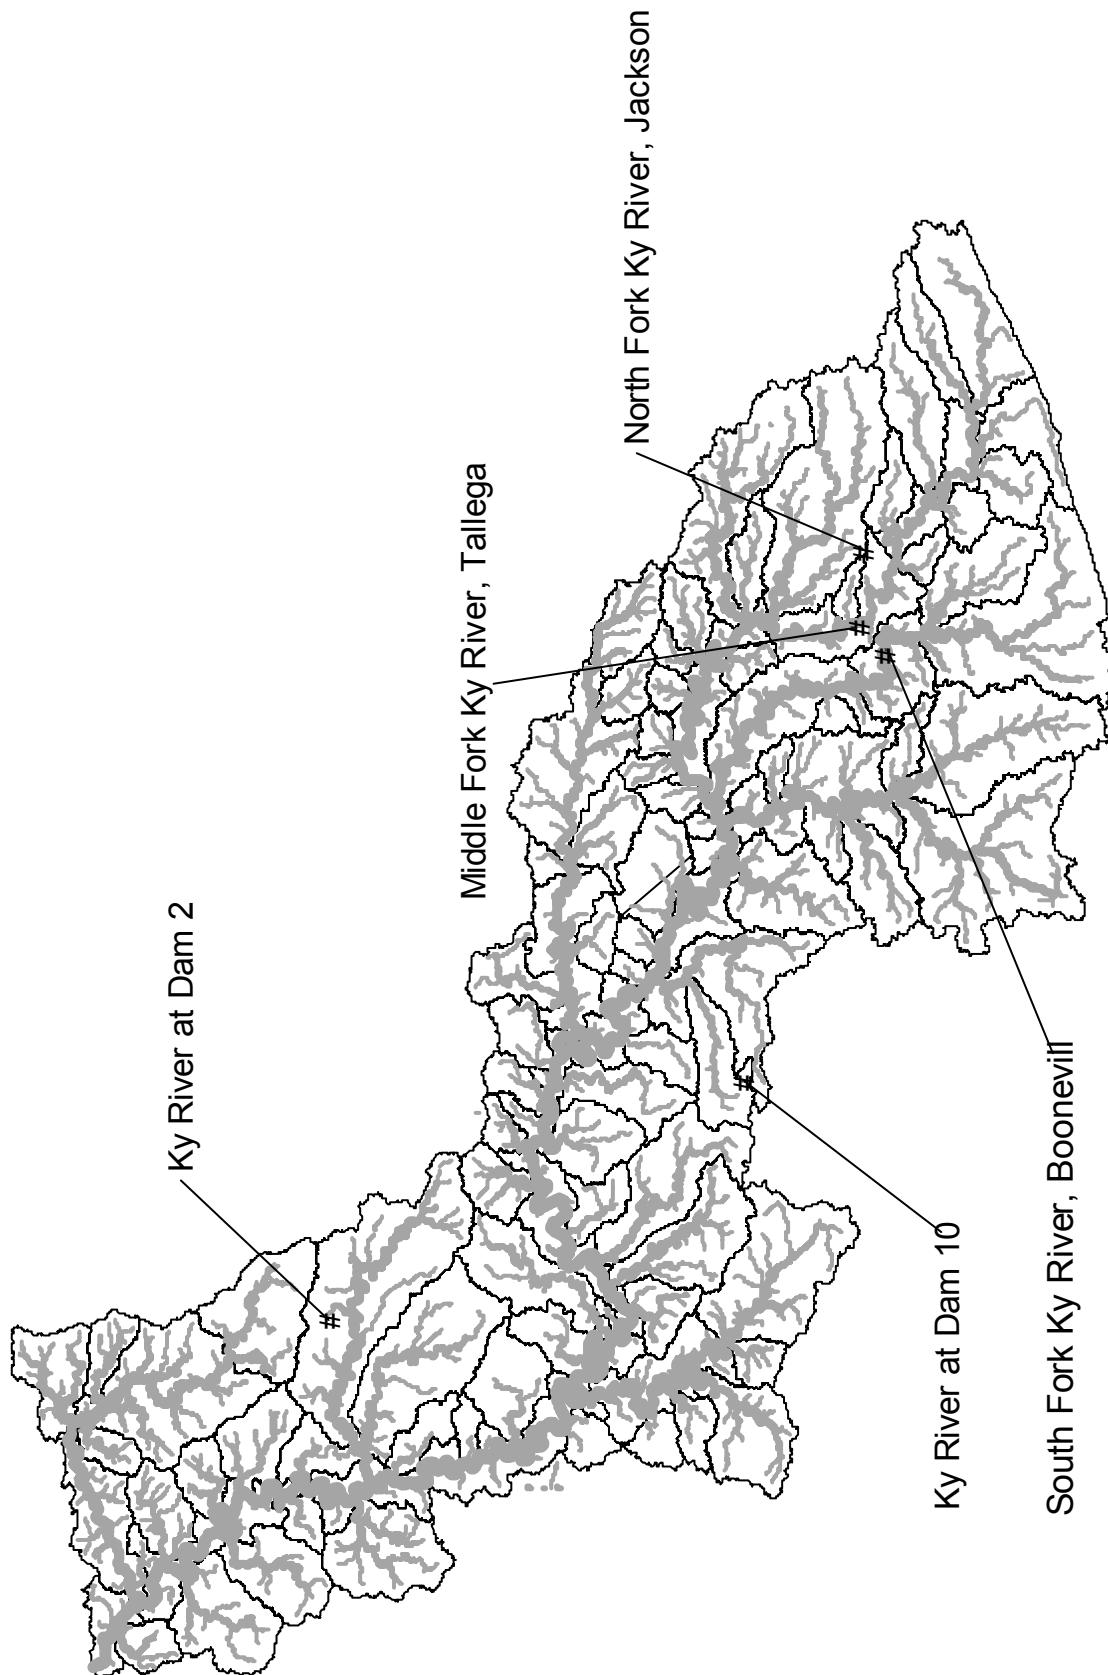 Ky River at Dam 2
Middle Fork Ky River, Tallega
North Fork Ky River, Jackson
Ky River at Dam 10
South Fork Ky River, Boonevill
#
#
#
#
#